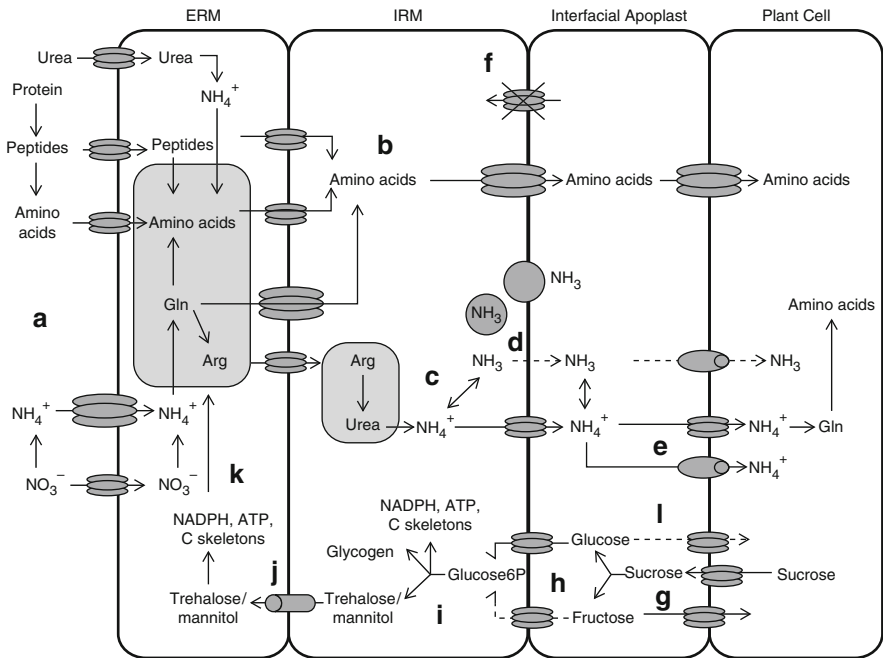 ERM
IRM
Interfacial Apoplast
Plant Cell
Urea
Urea
f
Protein
NH₄⁺
Peptides
Peptides
b
Amino acids
Amino acids
Amino acids
Amino
acids
Amino acids
NH₃
a
Gln
NH₃
Amino acids
d
Arg
Arg
c
NH₃
NH₃
NH₃
NH₄⁺
NH₄⁺
Urea
NH₄⁺
NH₄⁺
NH₄⁺
Gln
e
NH₄⁺
NO₃⁻
NO₃⁻
k
NADPH, ATP,
C skeletons
NADPH, ATP,
C skeletons
l
Glucose
Glycogen
j
Glucose6P
h
Sucrose
Sucrose
Trehalose/
mannitol
Trehalose/
mannitol
i
Fructose
g